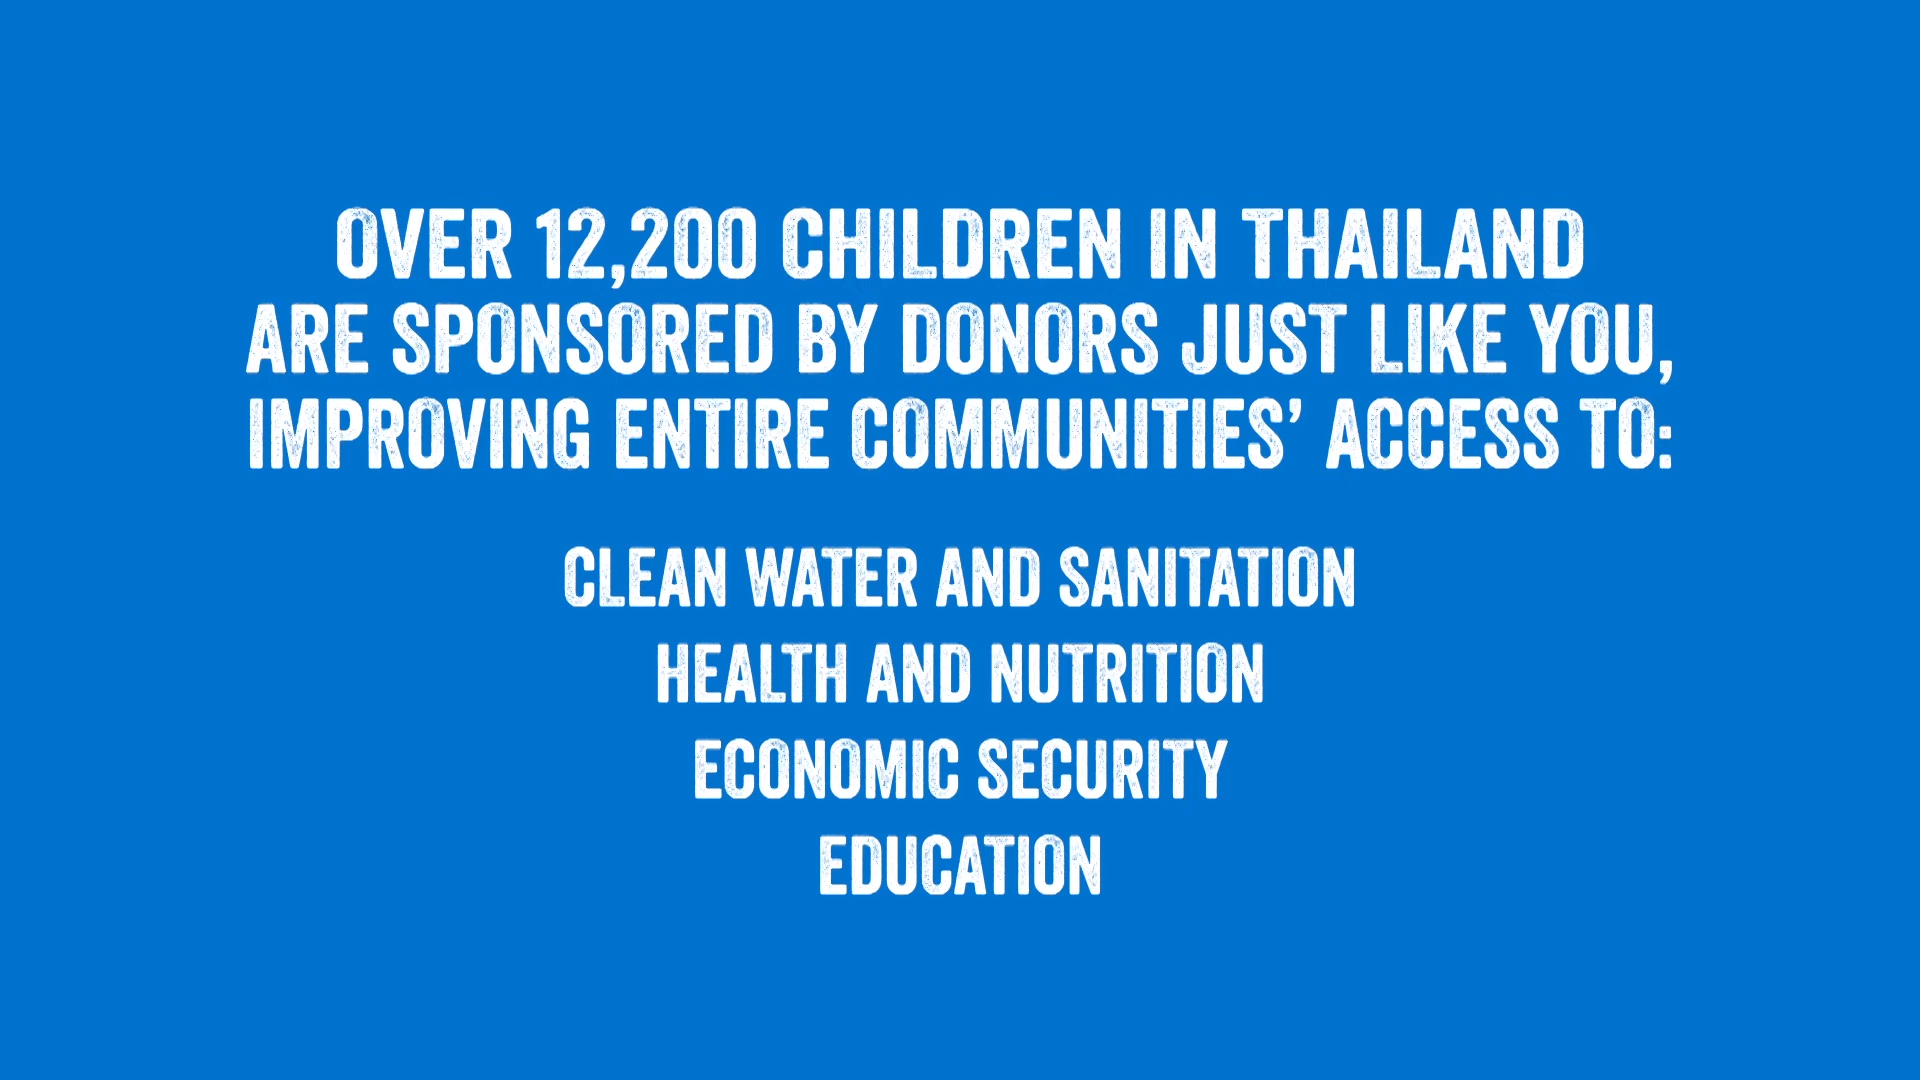 OVER 12,200 CHILDREN IN THAILAND
ARE SPONSORED BY DONORS JUST LIKE YOU,
IMPROVING ENTIRE COMMUNITIES’ ACCESS TO:
CLEAN WATER AND SANITATION
HEALTH AND NUTRITION
ECONOMIC SECURITY
EDUCATION